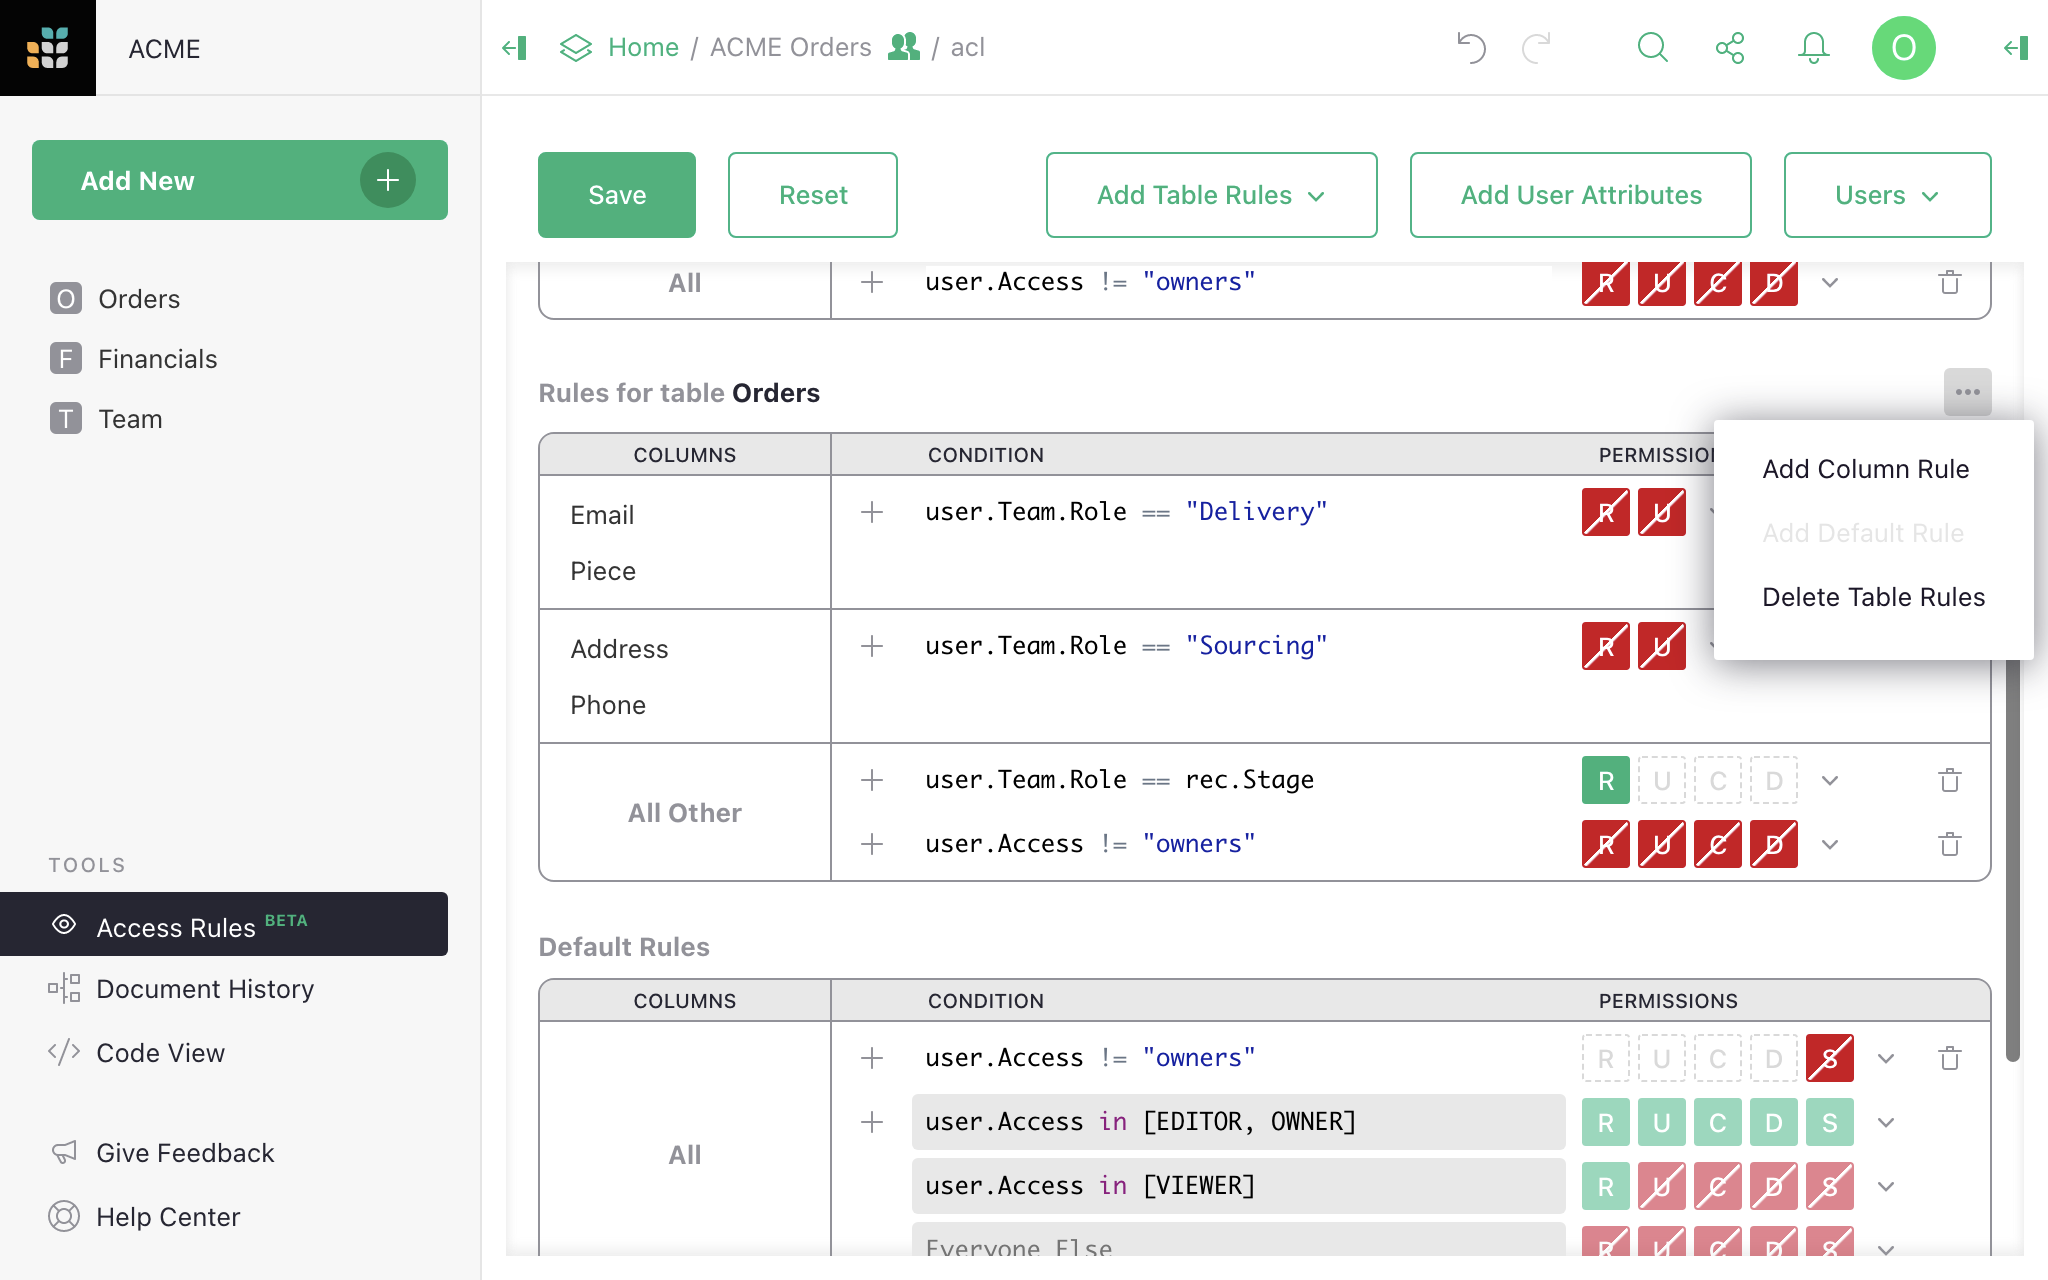 ACME
Home / ACME Orders / acl
O
Add New
Save
Reset
Add Table Rules
Add User Attributes
Users
O Orders
F Financials
T Team
All
user.Access != "owners"
R U C D
Rules for table Orders
COLUMNS CONDITION
Add Column Rule
Add Default Rule
Delete Table Rules
Email
Piece
user.Team.Role == "Delivery"
R U
Address
Phone
user.Team.Role == "Sourcing"
R U
All Other
user.Team.Role == rec.Stage
R U C D
user.Access != "owners"
R U C D
TOOLS
Access Rules BETA
Document History
Code View
Give Feedback
Help Center
Default Rules
COLUMNS CONDITION PERMISSIONS
All
user.Access != "owners"
R U C D S
user.Access in [EDITOR, OWNER]
R U C D S
user.Access in [VIEWER]
R U C D S
Everyone Else
R U C D S